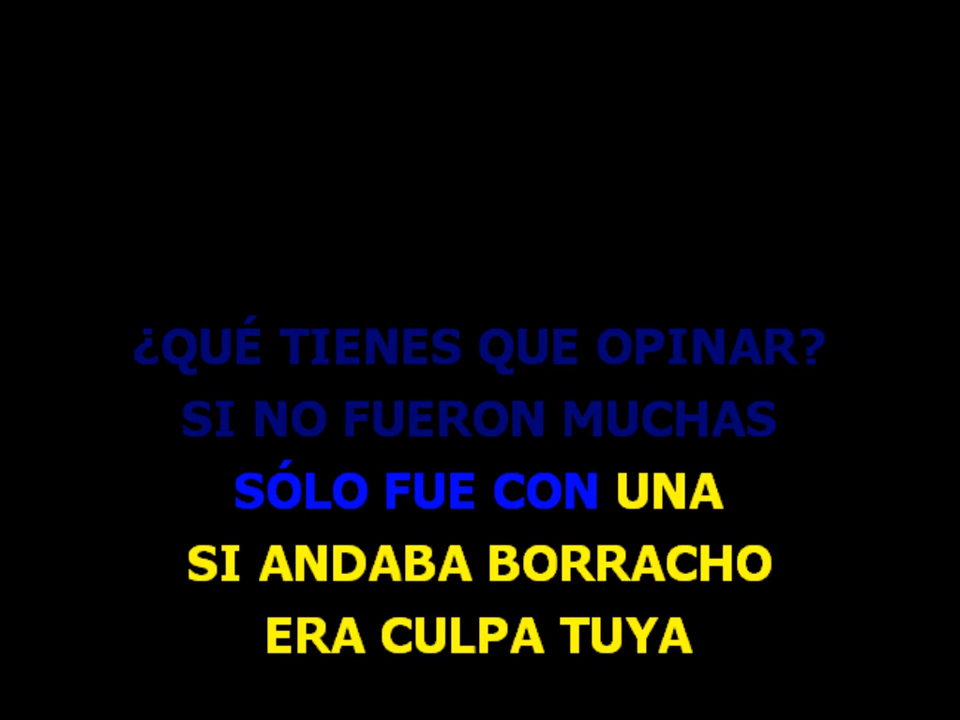 ¿QUÉ TIENES QUE OPINAR?
SI NO FUERON MUCHAS
SÓLO FUE CON UNA
SI ANDABA BORRACHO
ERA CULPA TUYA